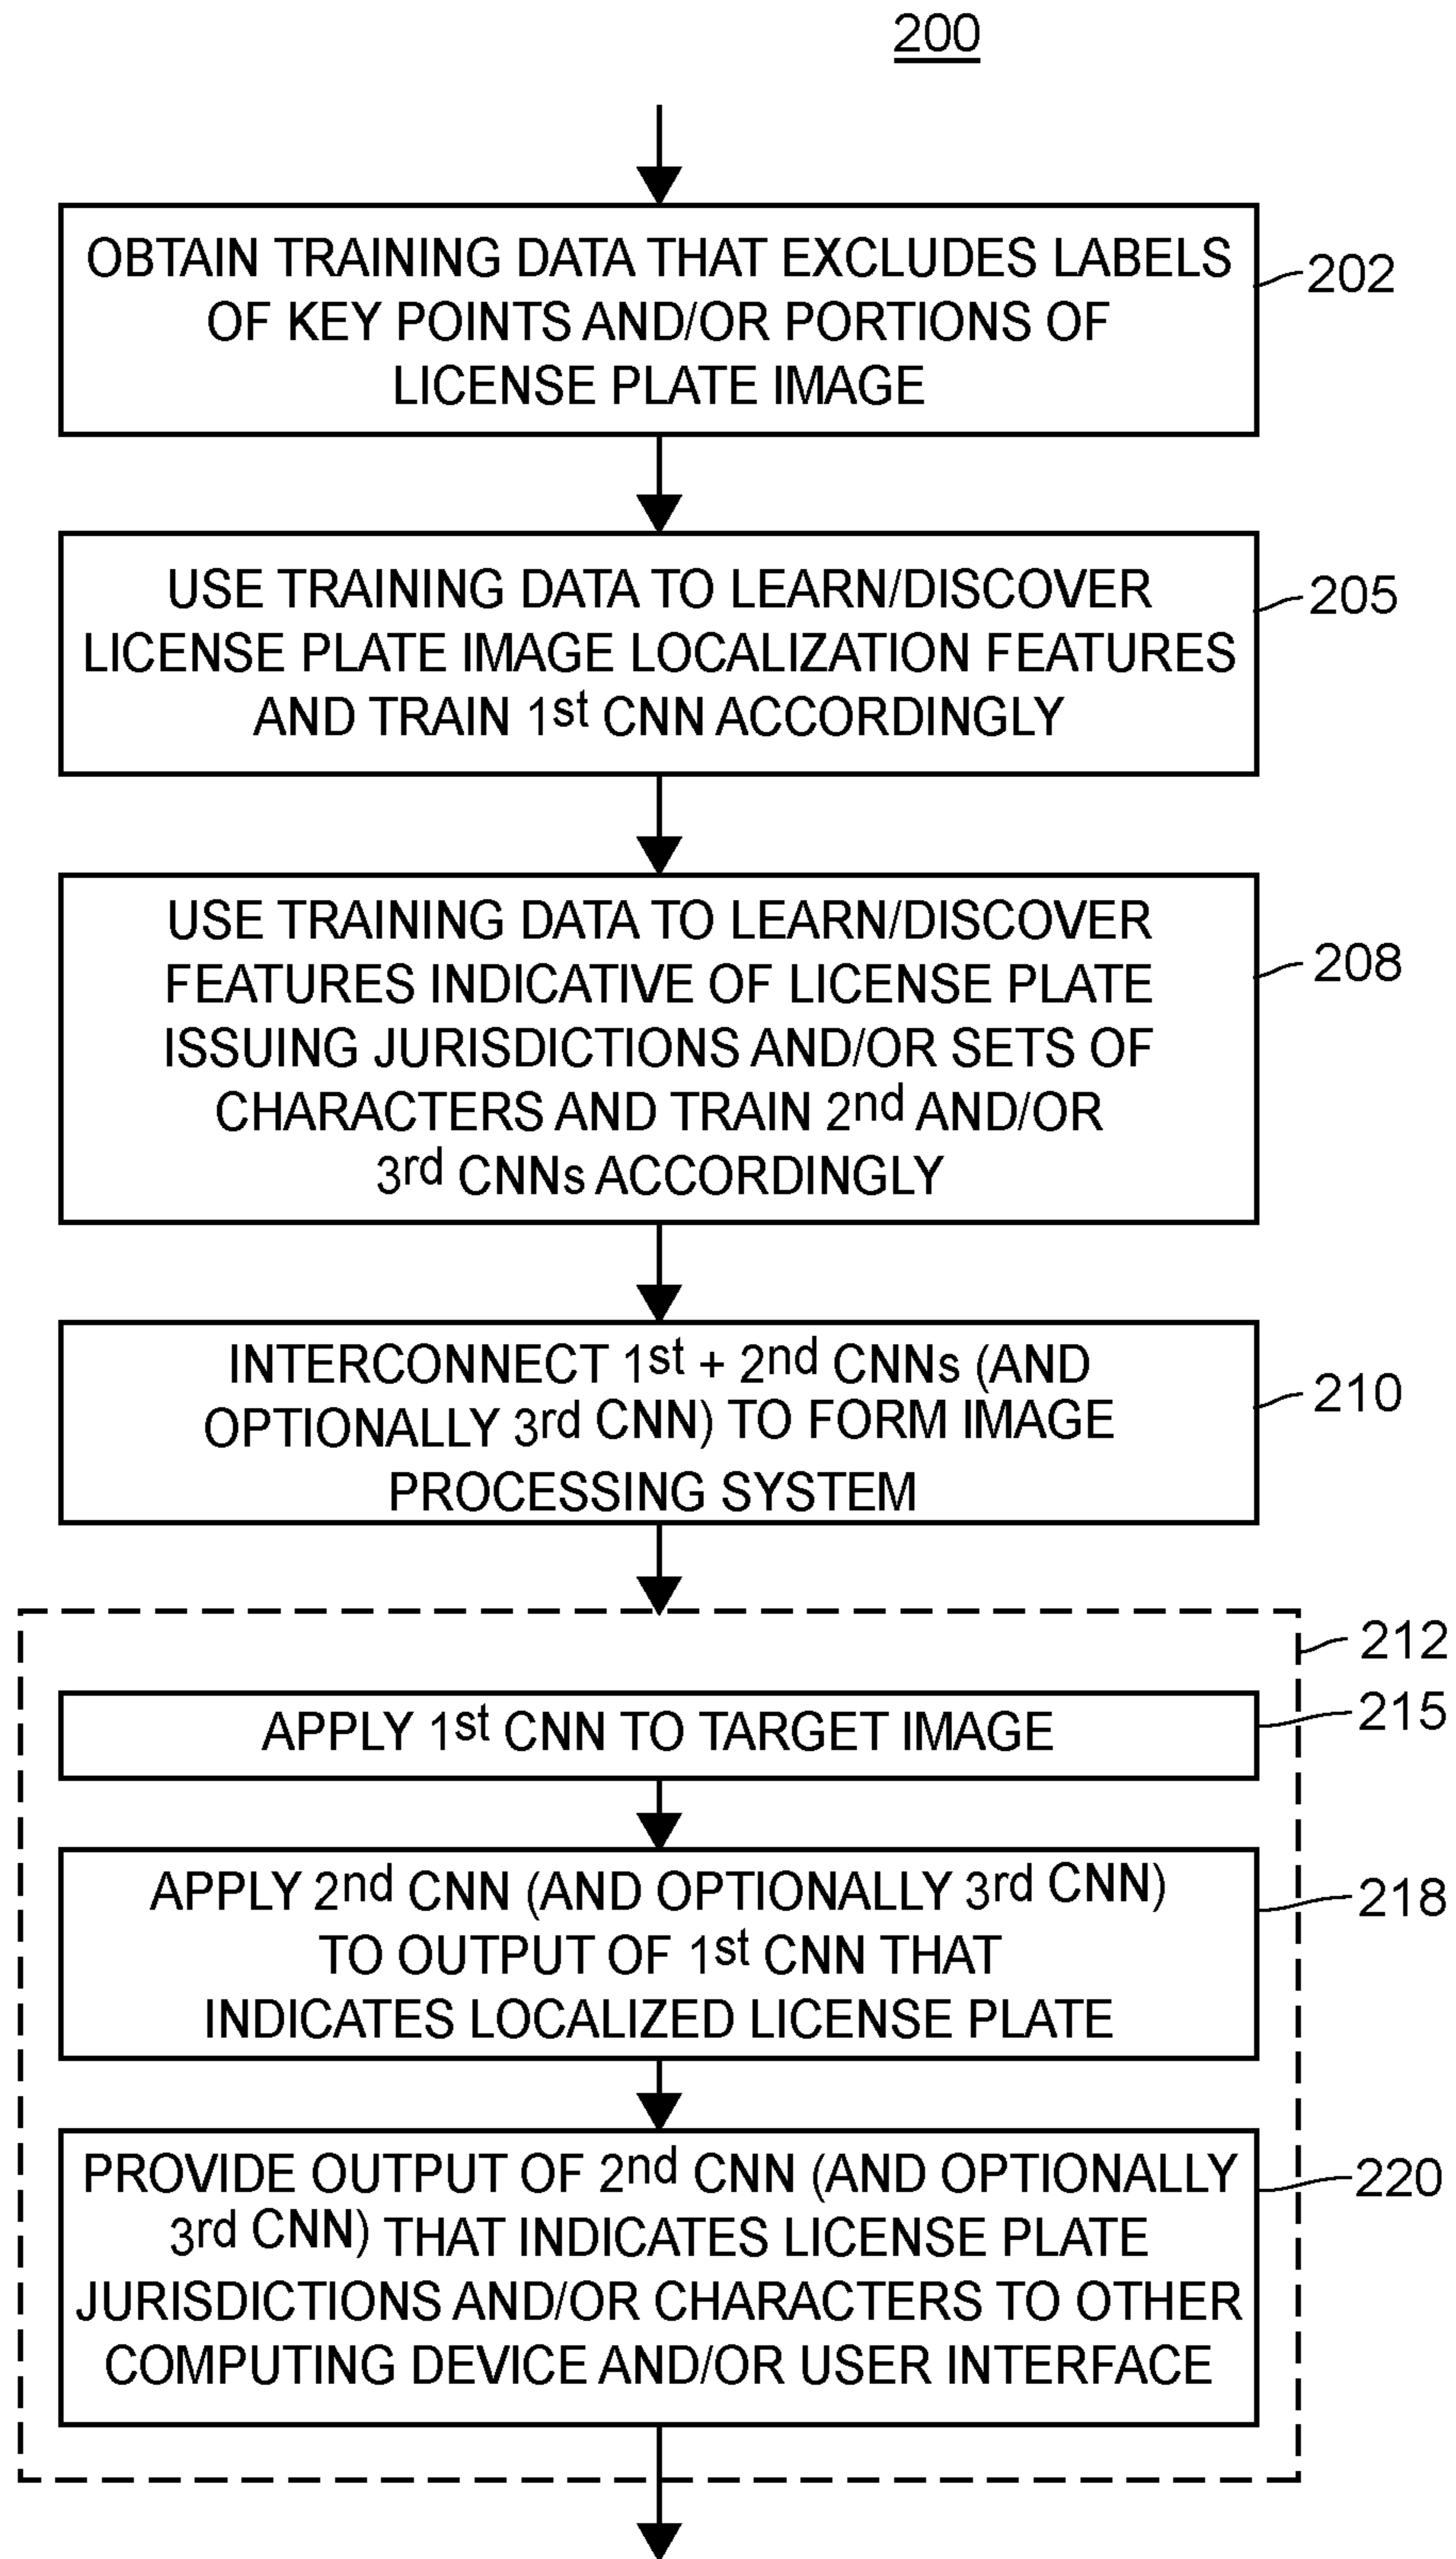 200
OBTAIN TRAINING DATA THAT EXCLUDES LABELS
OF KEY POINTS AND/OR PORTIONS OF
LICENSE PLATE IMAGE
202
USE TRAINING DATA TO LEARN/DISCOVER
LICENSE PLATE IMAGE LOCALIZATION FEATURES
AND TRAIN 1st CNN ACCORDINGLY
205
USE TRAINING DATA TO LEARN/DISCOVER
FEATURES INDICATIVE OF LICENSE PLATE
ISSUING JURISDICTIONS AND/OR SETS OF
CHARACTERS AND TRAIN 2nd AND/OR
3rd CNNs ACCORDINGLY
208
INTERCONNECT 1st + 2nd CNNs (AND
OPTIONALLY 3rd CNN) TO FORM IMAGE
PROCESSING SYSTEM
210
212
APPLY 1st CNN TO TARGET IMAGE
215
APPLY 2nd CNN (AND OPTIONALLY 3rd CNN)
TO OUTPUT OF 1st CNN THAT
INDICATES LOCALIZED LICENSE PLATE
218
PROVIDE OUTPUT OF 2nd CNN (AND OPTIONALLY
3rd CNN) THAT INDICATES LICENSE PLATE
JURISDICTIONS AND/OR CHARACTERS TO OTHER
COMPUTING DEVICE AND/OR USER INTERFACE
220